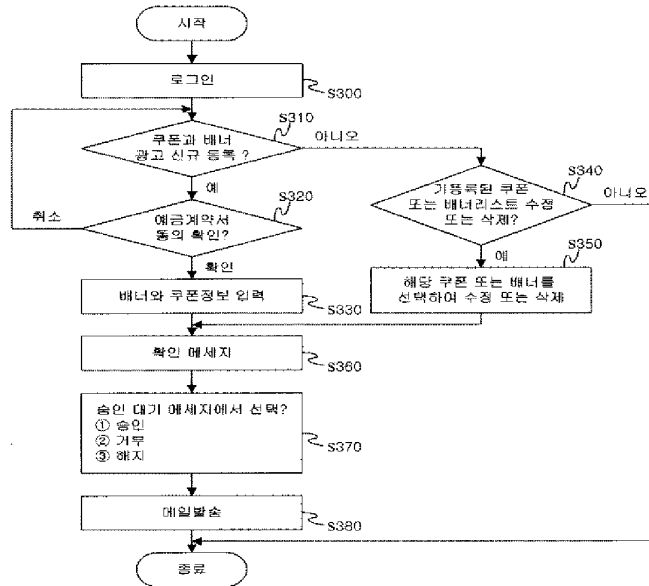 시작
로그인
S300
S310
쿠폰과 배너
광고 신규 등록 ?
아니오
예
S320
취소
예금계약서
동의 확인?
확인
S340
기등록된 쿠폰
또는 배너리스트 수정
또는 삭제?
아니오
예
S350
해당 쿠폰 또는 배너를
선택하여 수정 또는 삭제
배너와 쿠폰정보 입력
S330
확인 메세지
S360
승인 대기 메세지에서 선택?
① 승인
② 거부
③ 해지
S370
메일발송
S380
종료